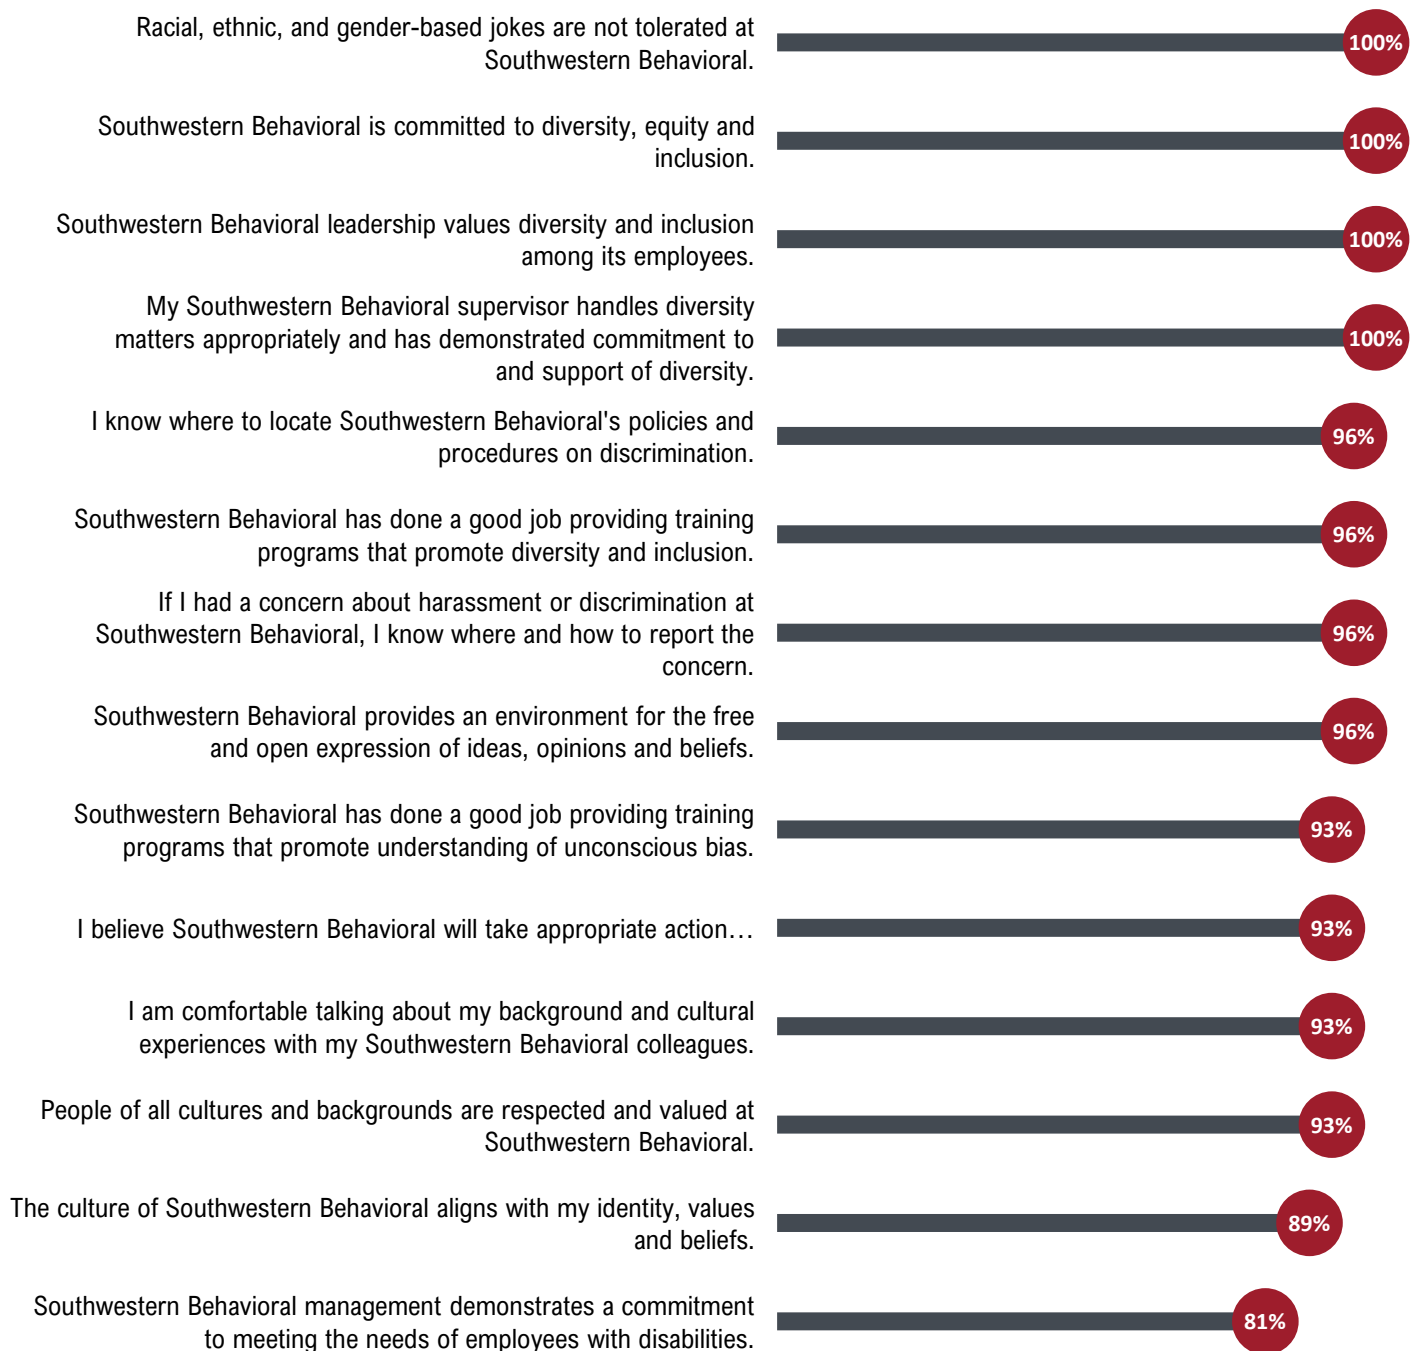 Racial, ethnic, and gender-based jokes are not tolerated at
Southwestern Behavioral.
100%
Southwestern Behavioral is committed to diversity, equity and
inclusion.
100%
Southwestern Behavioral leadership values diversity and inclusion
among its employees.
100%
My Southwestern Behavioral supervisor handles diversity
matters appropriately and has demonstrated commitment to
and support of diversity.
100%
I know where to locate Southwestern Behavioral's policies and
procedures on discrimination.
96%
Southwestern Behavioral has done a good job providing training
programs that promote diversity and inclusion.
96%
If I had a concern about harassment or discrimination at
Southwestern Behavioral, I know where and how to report the
concern.
96%
Southwestern Behavioral provides an environment for the free
and open expression of ideas, opinions and beliefs.
96%
Southwestern Behavioral has done a good job providing training
programs that promote understanding of unconscious bias.
93%
I believe Southwestern Behavioral will take appropriate action…
93%
I am comfortable talking about my background and cultural
experiences with my Southwestern Behavioral colleagues.
93%
People of all cultures and backgrounds are respected and valued at
Southwestern Behavioral.
93%
The culture of Southwestern Behavioral aligns with my identity, values
and beliefs.
89%
Southwestern Behavioral management demonstrates a commitment
to meeting the needs of employees with disabilities.
81%